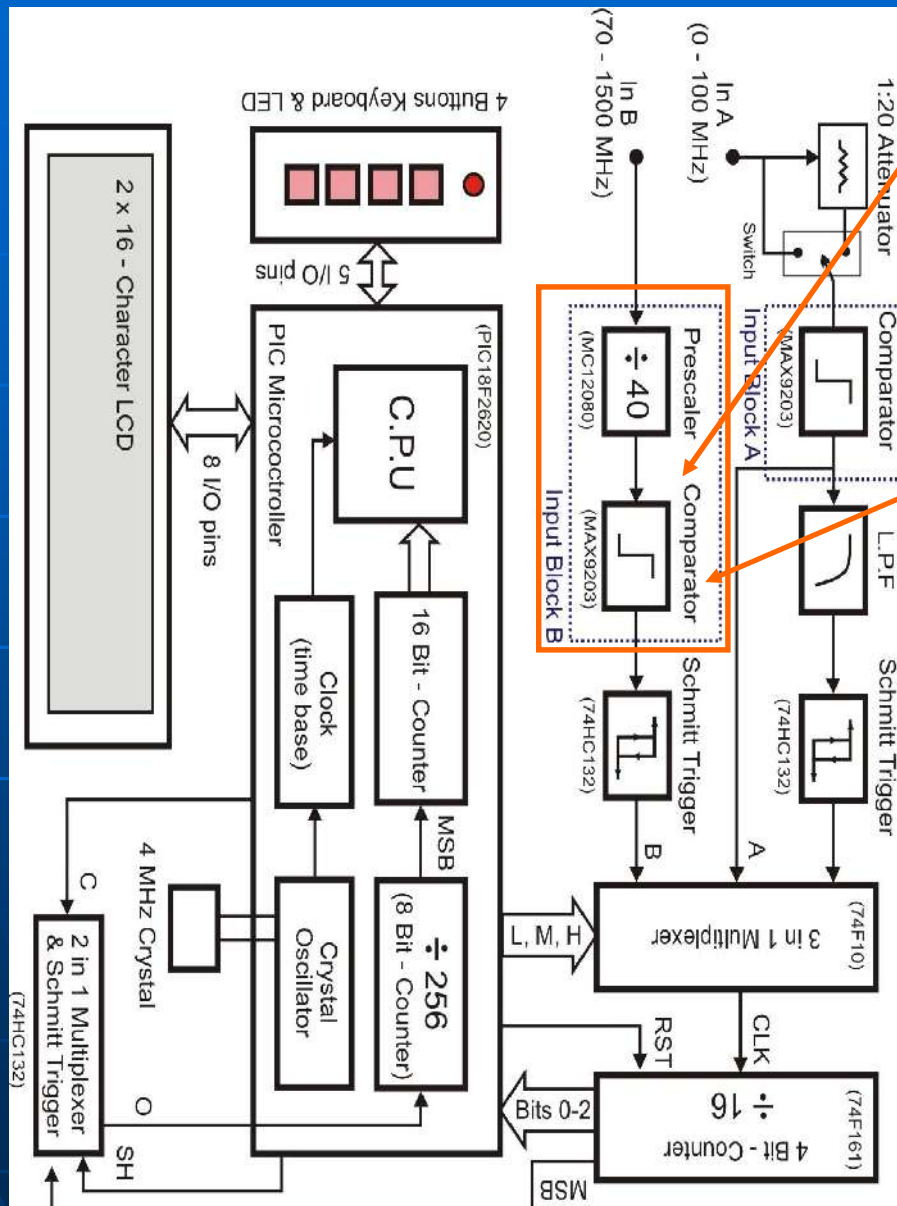 1:20 Attenuator
In A
(0 - 100 MHz)
In B
(70 - 1500 MHz)
Switch
Comparator
(MAX9203)
Input Block A
L.P.F
Schmitt Trigger
(74HC132)
Prescaler
÷ 40
(MC12080)
Comparator
(MAX9203)
Input Block B
Schmitt Trigger
(74HC132)
A
B
3 in 1 Multiplexer
(74F10)
L, M, H
CLK
RST
÷ 16
4 Bit - Counter
(74F161)
Bits 0-2
MSB
4 Buttons Keyboard & LED
5 I/O pins
(PIC18F2620)
PIC Micrococtroller
C.P.U
16 Bit - Counter
MSB
÷ 256
(8 Bit - Counter)
Clock
(time base)
Crystal
Oscillator
2 x 16 - Character LCD
8 I/O pins
4 MHz Crystal
C
O
SH
2 in 1 Multiplexer
& Schmitt Trigger
(74HC132)